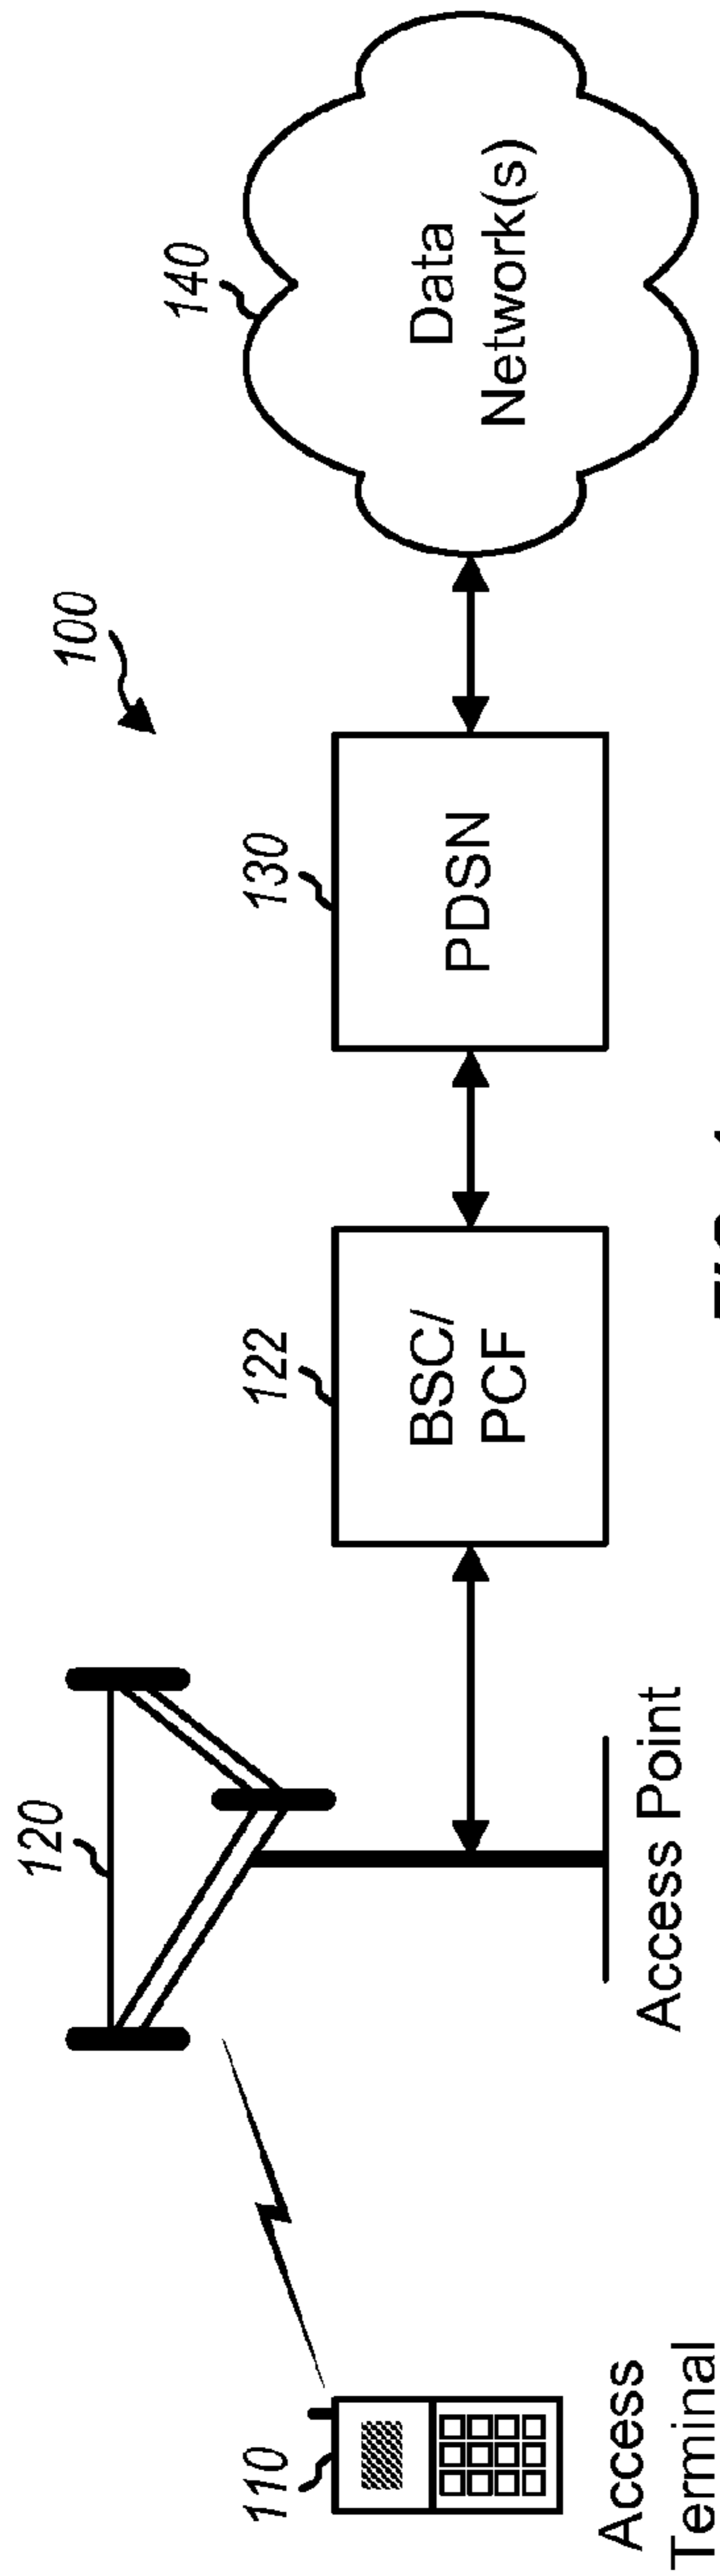 100
110
120
122
130
140
BSC/
PCF
PDSN
Data
Network(s)
Access
Terminal
Access Point